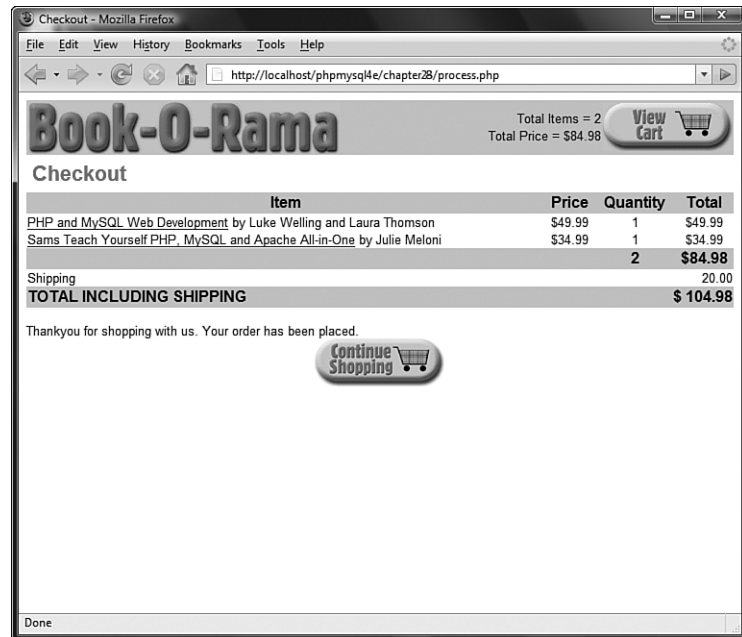 Checkout - Mozilla Firefox
File Edit View History Bookmarks Tools Help
http://localhost/phpmysql4e/chapter28/process.php
Book-O-Rama
Total Items = 2
Total Price = $84.98
View Cart
Checkout
Item Price Quantity Total
PHP and MySQL Web Development by Luke Welling and Laura Thomson $49.99 1 $49.99
Sams Teach Yourself PHP, MySQL and Apache All-in-One by Julie Meloni $34.99 1 $34.99
2 $84.98
Shipping 20.00
TOTAL INCLUDING SHIPPING $ 104.98
Thankyou for shopping with us. Your order has been placed.
Continue
Shopping
Done